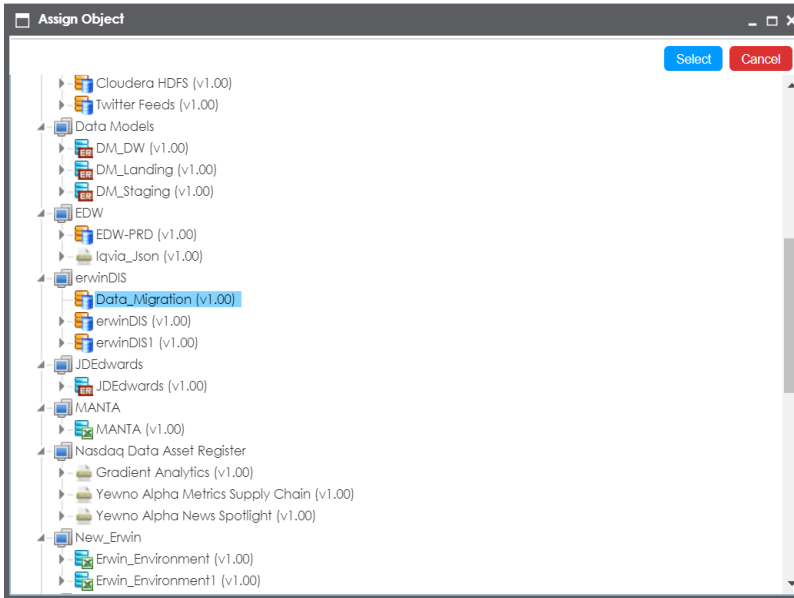 Assign Object
Select Cancel
Cloudera HDFS (v1.00)
Twitter Feeds (v1.00)
Data Models
DM_DW (v1.00)
DM_Landing (v1.00)
DM_Staging (v1.00)
EDW
EDW-PRD (v1.00)
Iqvia_Json (v1.00)
erwinDIS
Data_Migration (v1.00)
erwinDIS (v1.00)
erwinDIS1 (v1.00)
JDEdwards
JDEdwards (v1.00)
MANTA
MANTA (v1.00)
Nasdaq Data Asset Register
Gradient Analytics (v1.00)
Yewno Alpha Metrics Supply Chain (v1.00)
Yewno Alpha News Spotlight (v1.00)
New_Erwin
Erwin_Environment (v1.00)
Erwin_Environment1 (v1.00)